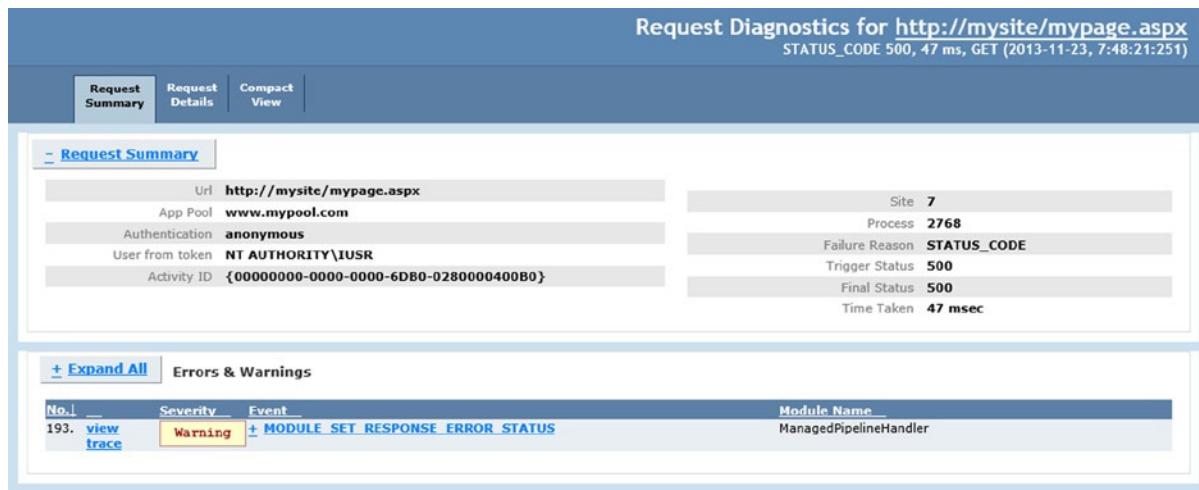 Request Diagnostics for http://mysite/mypage.aspx
STATUS_CODE 500, 47 ms, GET (2013-11-23, 7:48:21:251)
Request Summary
Request Details
Compact View
- Request Summary
Url http://mysite/mypage.aspx
App Pool www.mypool.com
Authentication anonymous
User from token NT AUTHORITY\IUSR
Activity ID {00000000-0000-0000-6DB0-0280000400B0}
Site 7
Process 2768
Failure Reason STATUS_CODE
Trigger Status 500
Final Status 500
Time Taken 47 msec
+ Expand All Errors & Warnings
No.↓ Severity Event Module Name
193. view trace Warning + MODULE_SET_RESPONSE_ERROR_STATUS ManagedPipelineHandler